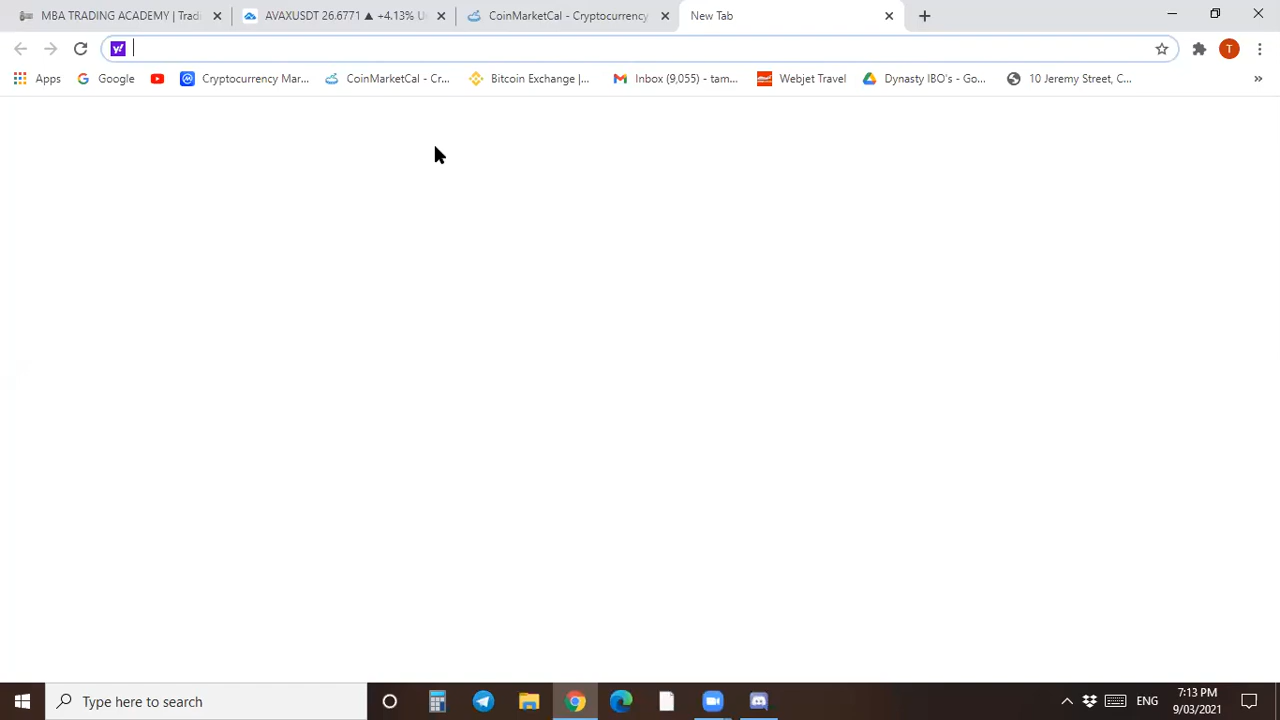 MBA TRADING ACADEMY | Tradi
AVAXUSDT 26.6771 ▲ +4.13% U
CoinMarketCal - Cryptocurrency
New Tab
y!
T
Apps
Google
Cryptocurrency Mar...
CoinMarketCal - Cr...
Bitcoin Exchange |...
Inbox (9,055) - tam...
Webjet Travel
Dynasty IBO's - Go...
10 Jeremy Street, C...
»
Type here to search
ENG
7:13 PM
9/03/2021